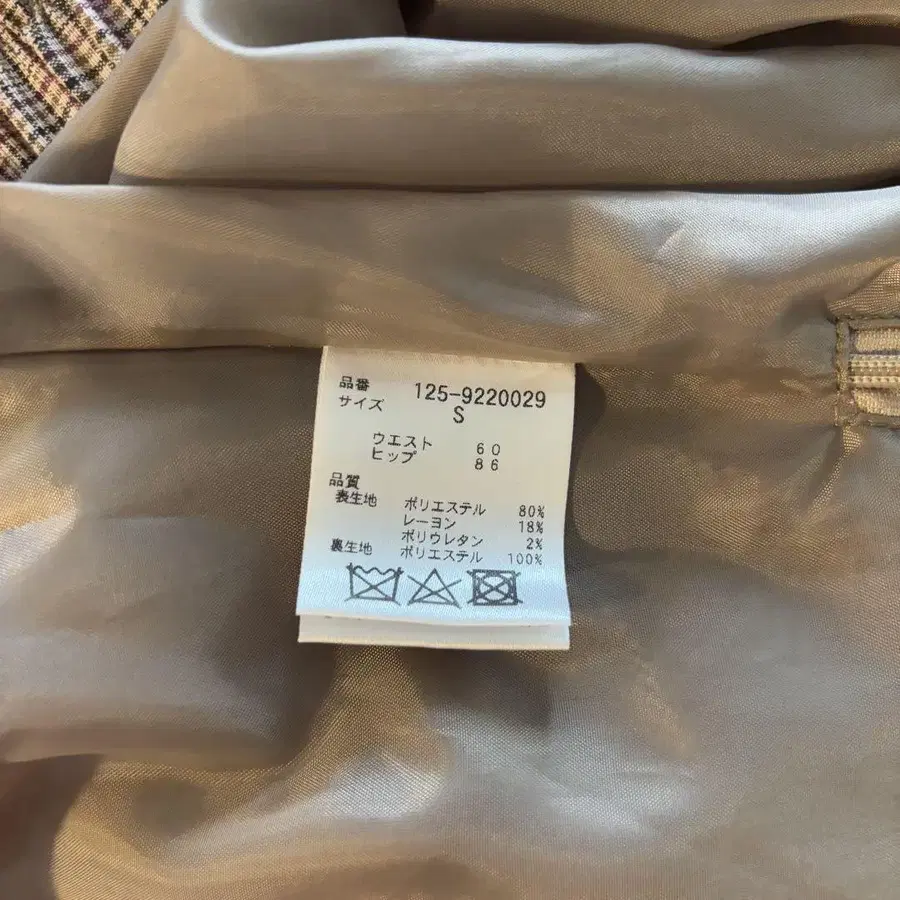 品番 125-9220029
サイズ S
ウエスト 60
ヒップ 86
品質
表生地 ポリエステル 80%
レーヨン 18%
ポリウレタン 2%
裏生地 ポリエステル 100%